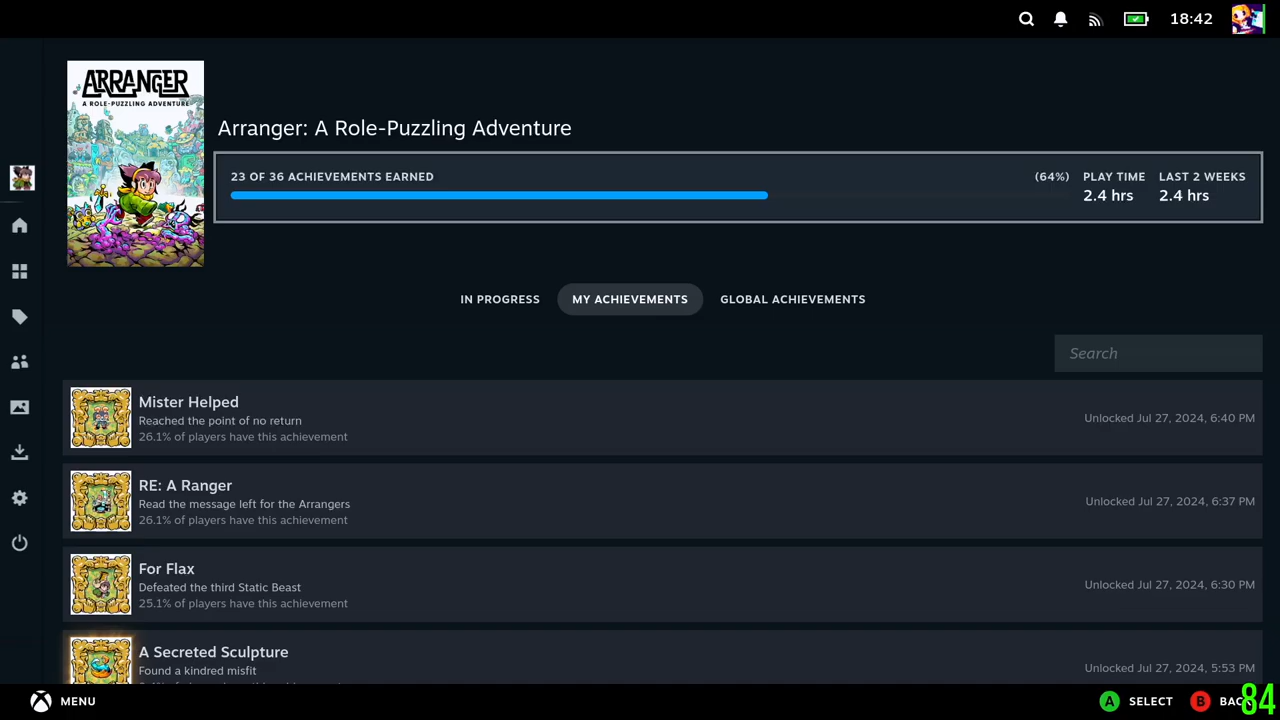 18:42
ARRANGER
A ROLE-PUZZLING ADVENTURE
Arranger: A Role-Puzzling Adventure
23 OF 36 ACHIEVEMENTS EARNED
(64%)
PLAY TIME
LAST 2 WEEKS
2.4 hrs
2.4 hrs
IN PROGRESS
MY ACHIEVEMENTS
GLOBAL ACHIEVEMENTS
Search
Mister Helped
Reached the point of no return
26.1% of players have this achievement
Unlocked Jul 27, 2024, 6:40 PM
RE: A Ranger
Read the message left for the Arrangers
26.1% of players have this achievement
Unlocked Jul 27, 2024, 6:37 PM
For Flax
Defeated the third Static Beast
25.1% of players have this achievement
Unlocked Jul 27, 2024, 6:30 PM
A Secreted Sculpture
Found a kindred misfit
Unlocked Jul 27, 2024, 5:53 PM
MENU
A SELECT
B
84